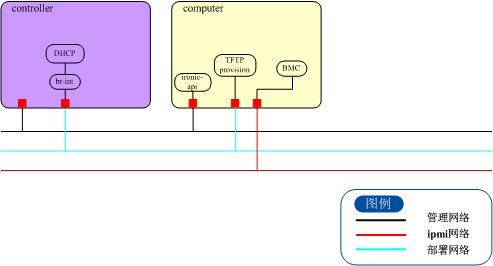 controller
computer
DHCP
br-int
ironic-
api
TFTP
provision
BMC
图例
管理网络
ipmi网络
部署网络